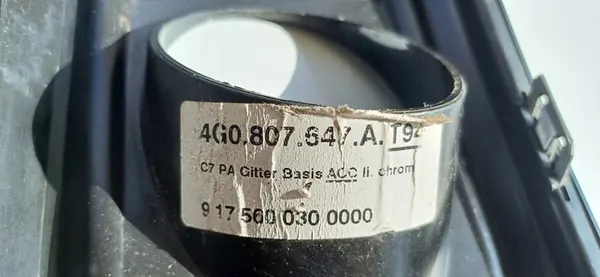 4G0.807.647.A.T94
C7 PA Gitter Basis ACC li. chrom
9 17 560 030 0000